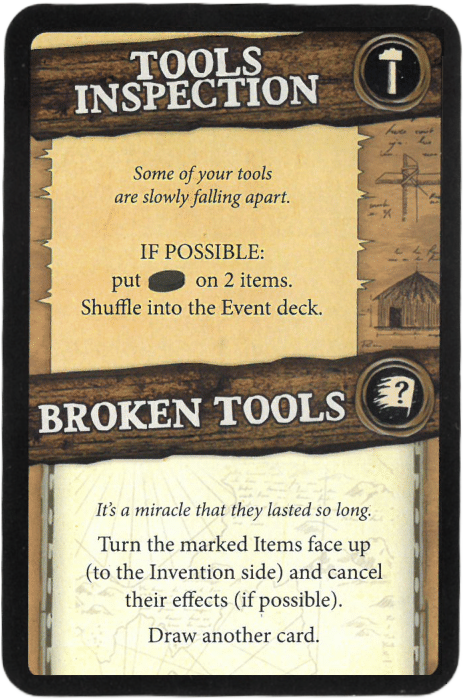 TOOLS
INSPECTION
Some of your tools
are slowly falling apart.
IF POSSIBLE:
put on 2 items.
Shuffle into the Event deck.
?
BROKEN TOOLS
It's a miracle that they lasted so long.
Turn the marked Items face up
(to the Invention side) and cancel
their effects (if possible).
Draw another card.